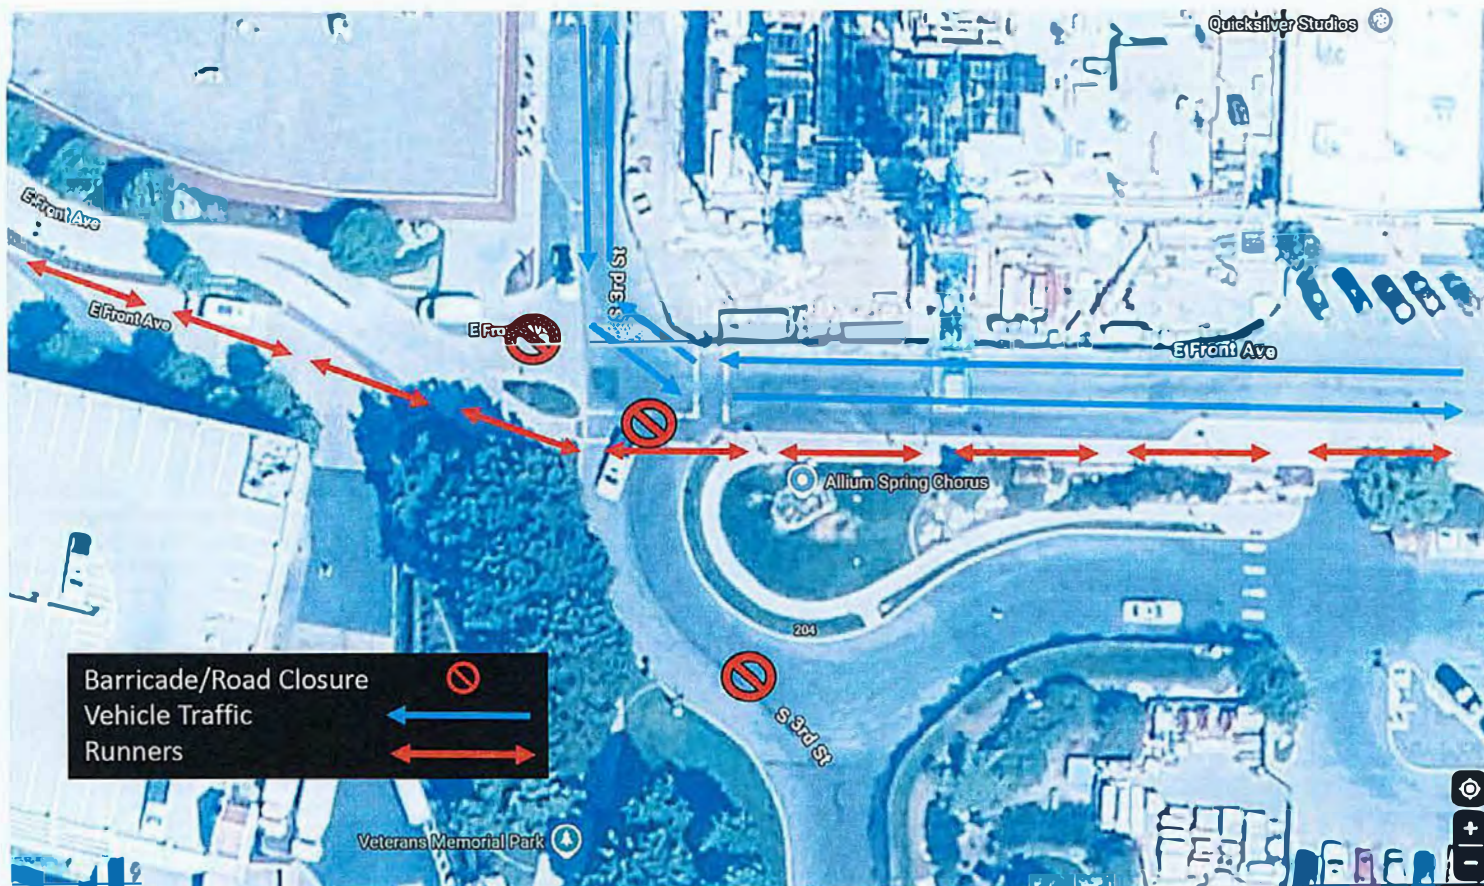 Quicksilver Studios
E Front Ave
S 3rd St
E Front Ave
E Fro
E Front Ave
Allium Spring Chorus
204
Barricade/Road Closure
Vehicle Traffic
Runners
S 3rd St
Veterans Memorial Park